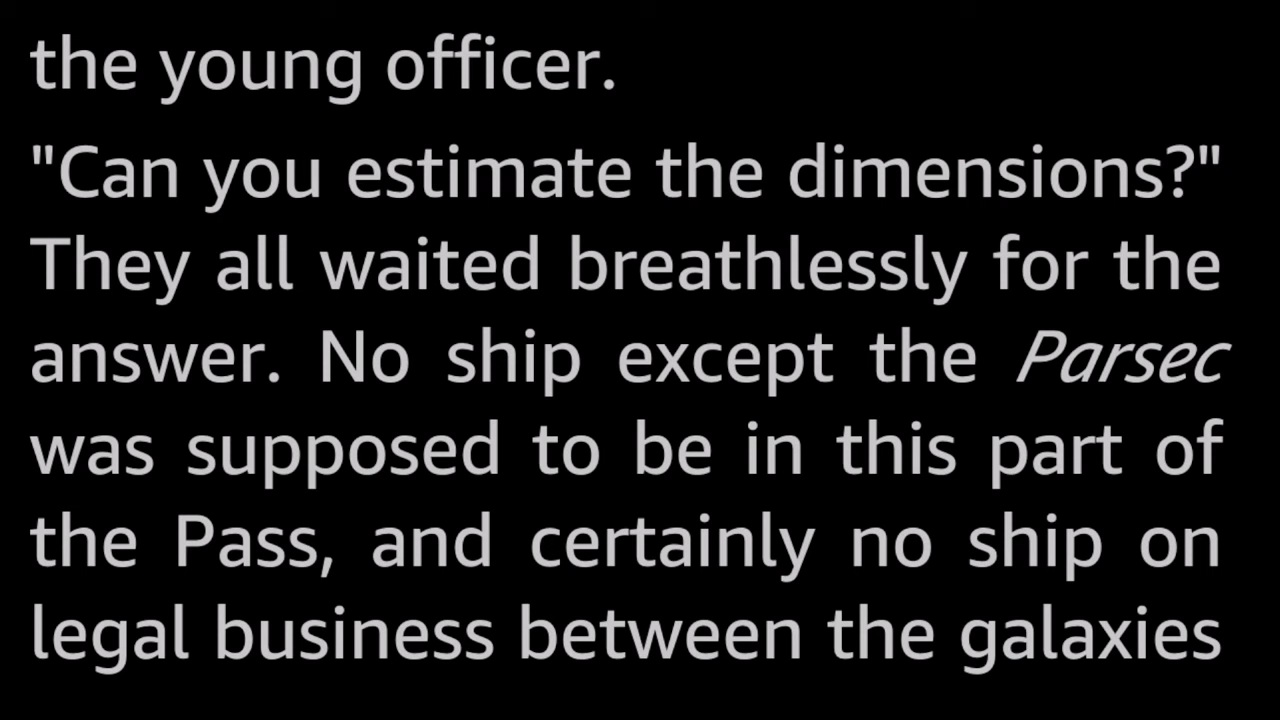 the young officer.
"Can you estimate the dimensions?"
They all waited breathlessly for the
answer. No ship except the Parsec
was supposed to be in this part of
the Pass, and certainly no ship on
legal business between the galaxies